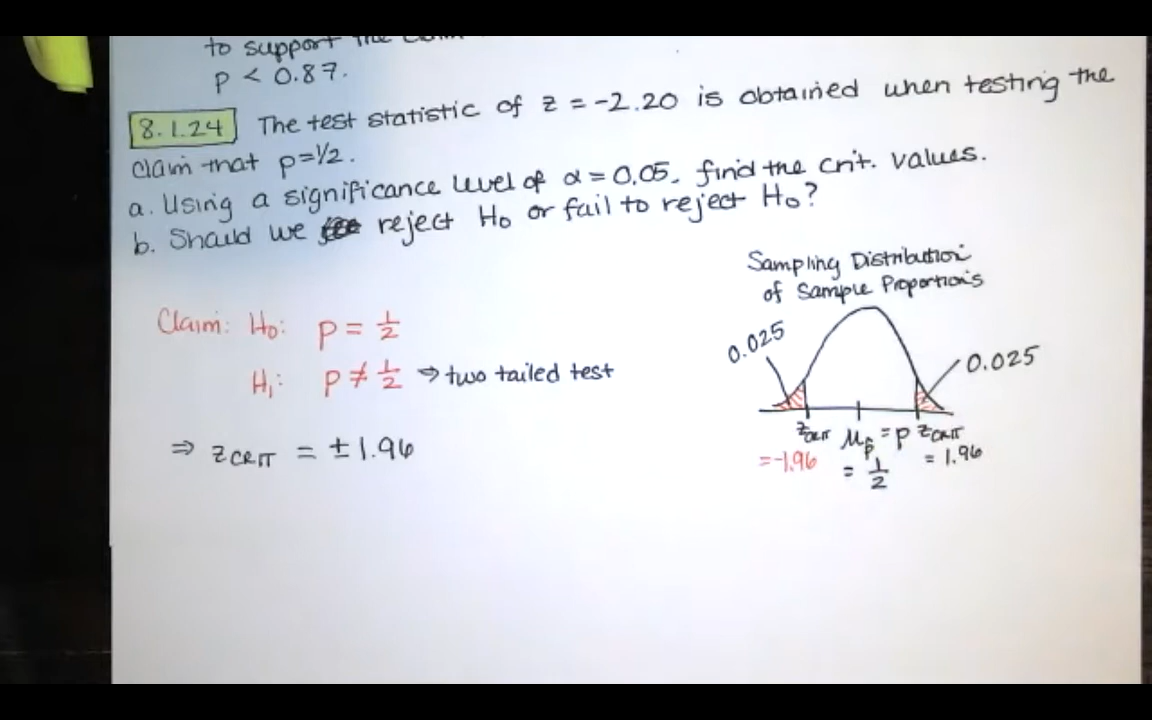 to support the
p < 0.87.
8.1.24 The test statistic of z = -2.20 is obtained when testing the
claim that p=1/2.
a. Using a significance level of α = 0.05, find the crit. values.
b. Should we reject H₀ or fail to reject H₀?
Sampling Distribution
of Sample Proportions
Claim: H₀: p = 1/2
H₁: p ≠ 1/2 ⇒ two tailed test
⇒ zCRIT = ±1.96
0.025
0.025
zCRIT μp̂ = p zCRIT
= -1.96 = 1/2 = 1.96